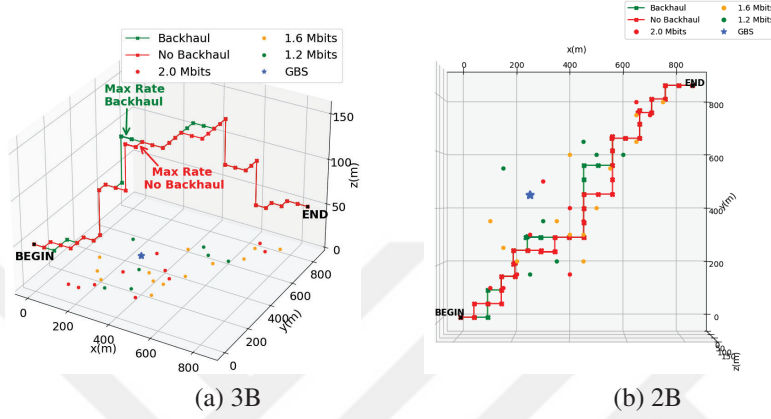 Backhaul
No Backhaul
2.0 Mbits
1.6 Mbits
1.2 Mbits
GBS
Max Rate
Backhaul
Max Rate
No Backhaul
BEGIN
END
0
200
400
600
800
x(m)
0
200
400
600
800
y(m)
0
50
100
150
z(m)
(a) 3B
Backhaul
No Backhaul
2.0 Mbits
1.6 Mbits
1.2 Mbits
GBS
x(m)
0
200
400
600
800
END
BEGIN
800
600
400
200
0
y(m)
150
z(m)
(b) 2B